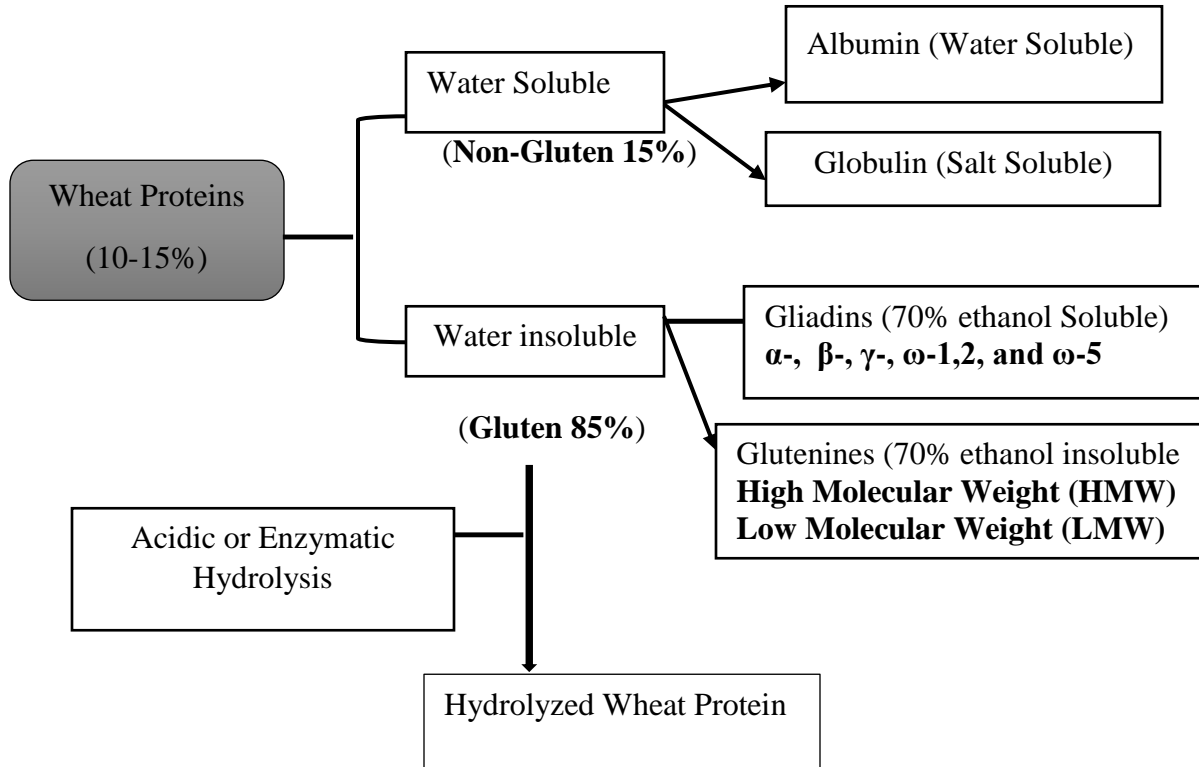 Wheat Proteins
(10-15%)
Water Soluble
(Non-Gluten 15%)
Albumin (Water Soluble)
Globulin (Salt Soluble)
Water insoluble
(Gluten 85%)
Gliadins (70% ethanol Soluble)
α-, β-, γ-, ω-1,2, and ω-5
Glutenines (70% ethanol insoluble
High Molecular Weight (HMW)
Low Molecular Weight (LMW)
Acidic or Enzymatic
Hydrolysis
Hydrolyzed Wheat Protein